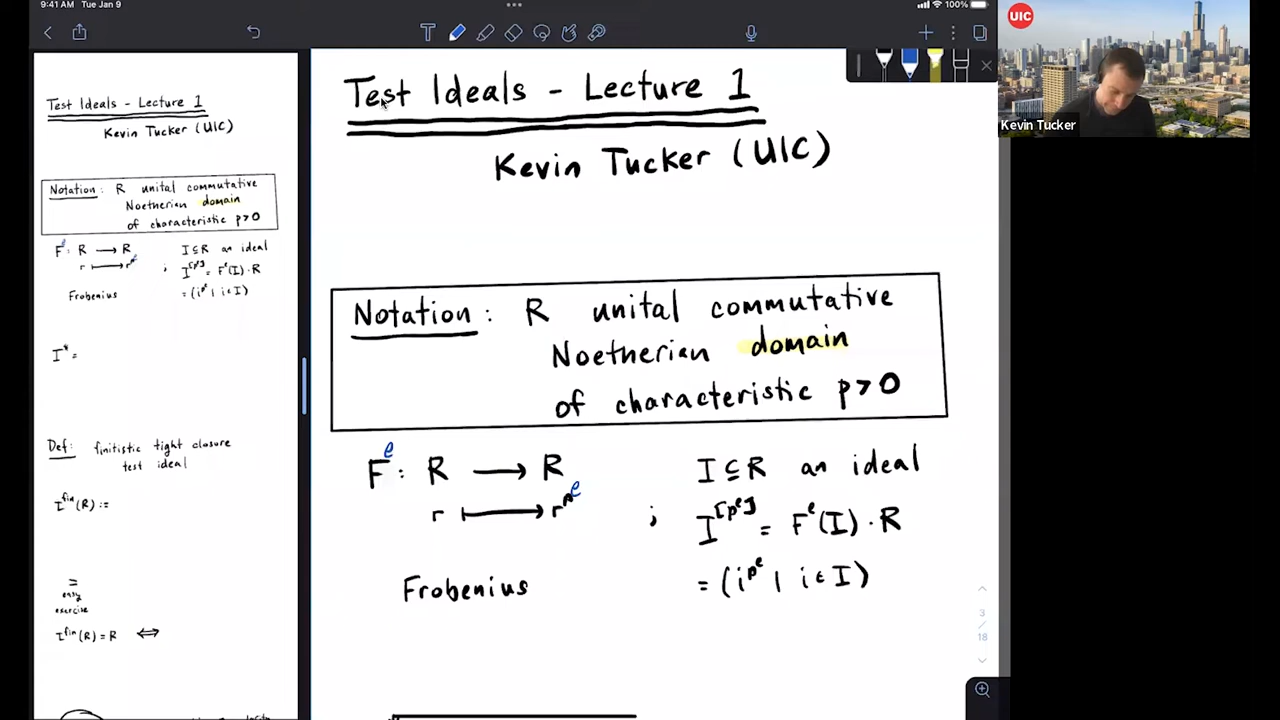 9:41 AM Tue Jan 9
100%
Test Ideals - Lecture 1
Kevin Tucker (UIC)
Notation: R unital commutative
Noetherian domain
of characteristic p>0
F^e: R → R I ⊆ R an ideal
r ↦ r^p^e ; I^[p^e] = F^e(I)·R
Frobenius = (i^p^e | i ∈ I)
I^* =
Def: finitistic tight closure
test ideal
I^fin(R) :=
=
easy
exercise
I^fin(R) = R ⟺
Test Ideals - Lecture 1
Kevin Tucker (UIC)
Notation: R unital commutative
Noetherian domain
of characteristic p>0
F^e: R → R I ⊆ R an ideal
r ↦ r^p^e ; I^[p^e] = F^e(I)·R
Frobenius = (i^p^e | i ∈ I)
3
/
18
UIC
Kevin Tucker